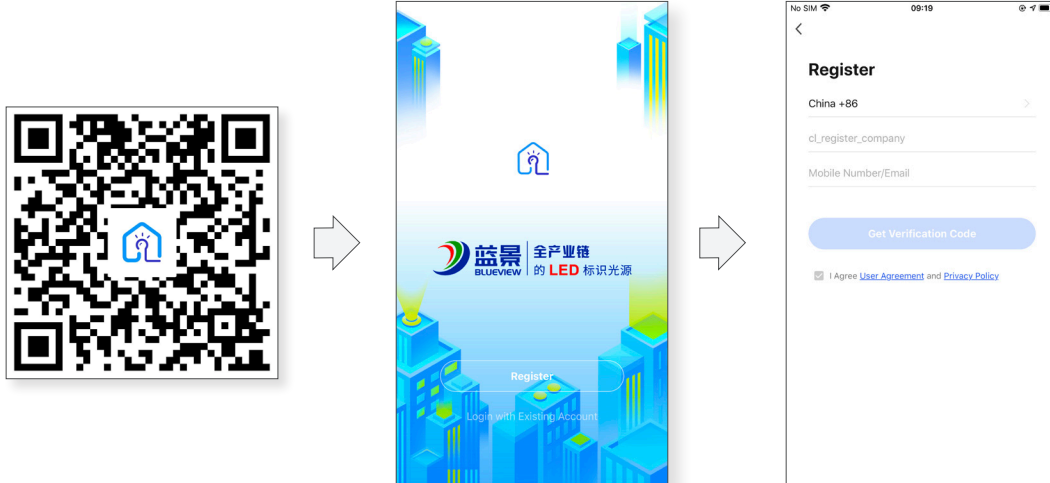 蓝景
BLUEVIEW
全产业链
的 LED 标识光源
Register
Login with Existing Account
No SIM
09:19
Register
China +86
cl_register_company
Mobile Number/Email
Get Verification Code
I Agree User Agreement and Privacy Policy